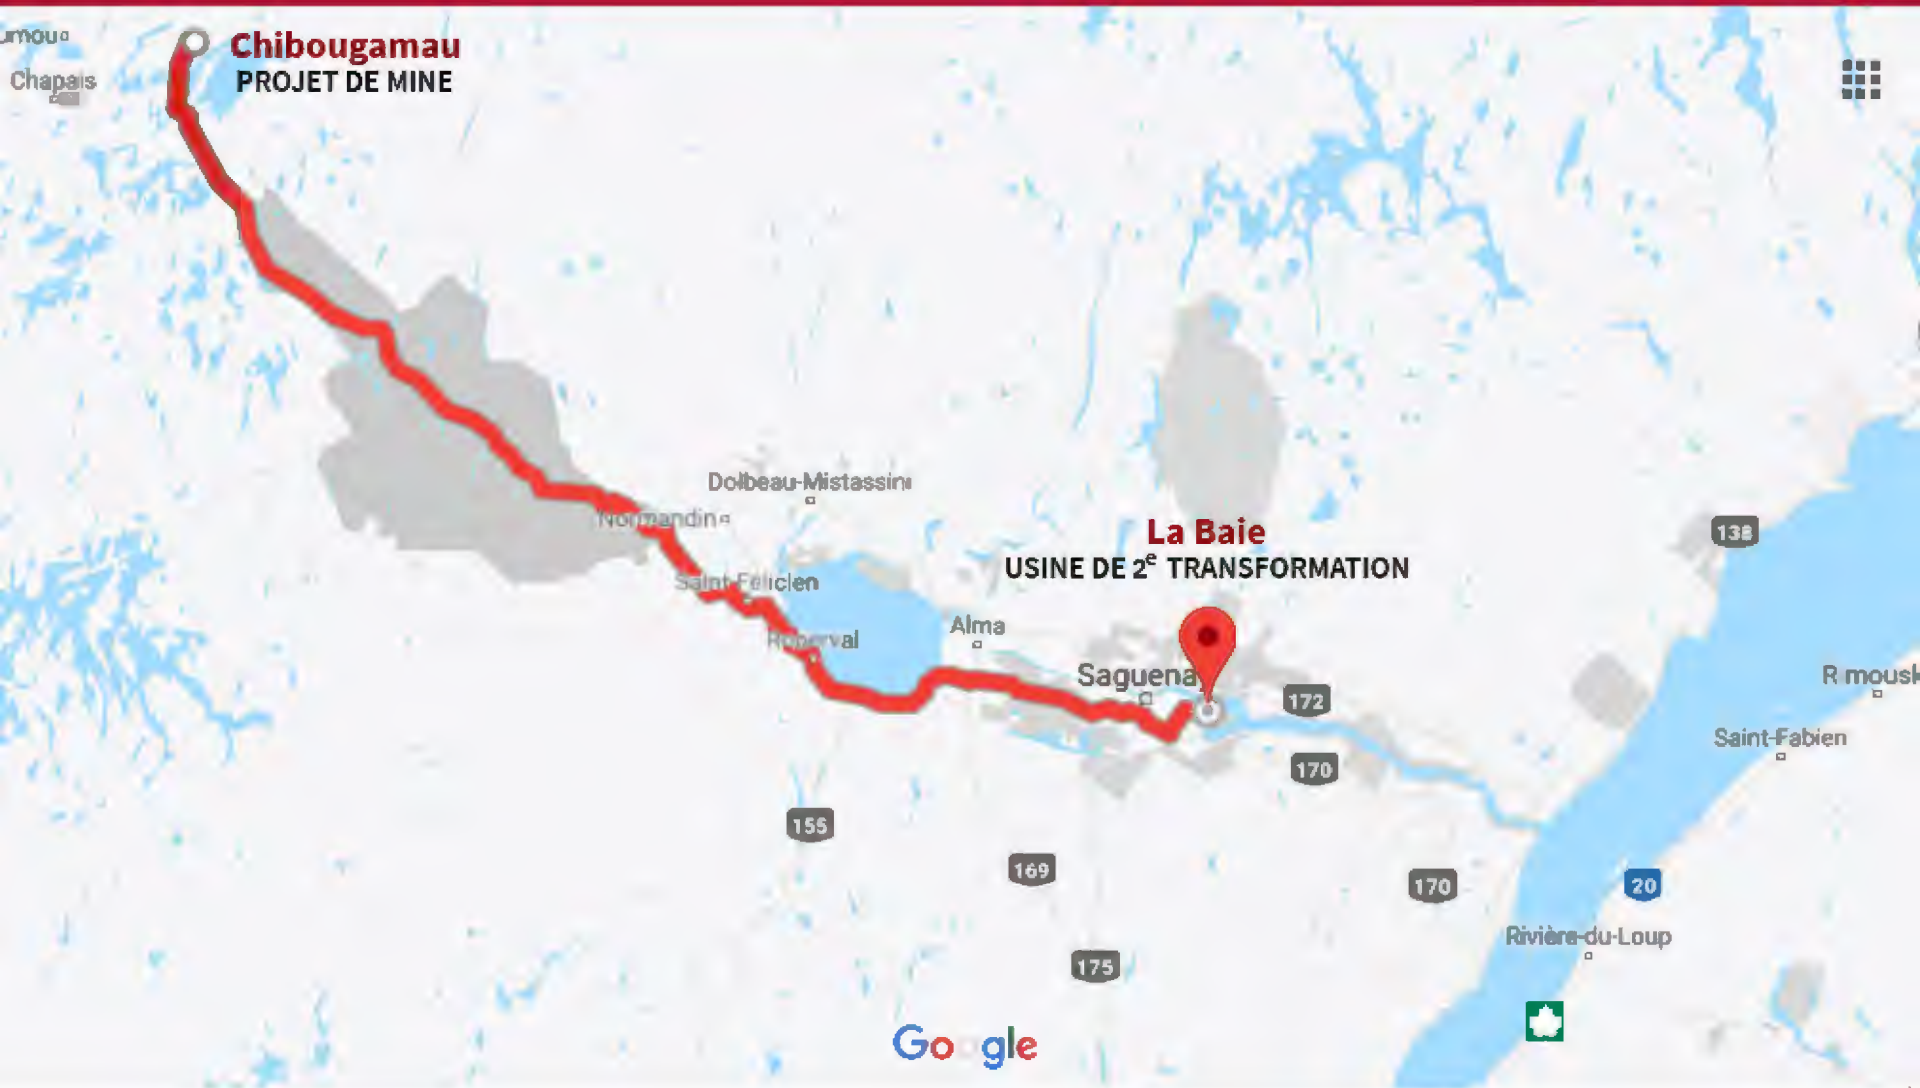 Chibougamau
PROJET DE MINE
Chapais
Dolbeau-Mistassini
Normandin
La Baie
USINE DE 2e TRANSFORMATION
138
Saint-Félicien
Alma
Roberval
Saguenay
172
Saint-Fabien
170
155
169
170
20
Rivière-du-Loup
175
Google